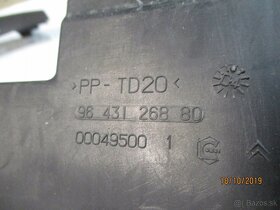 >PP-TD20<
96 431 268 80
00049500 1
18/10/2019
bazos.sk